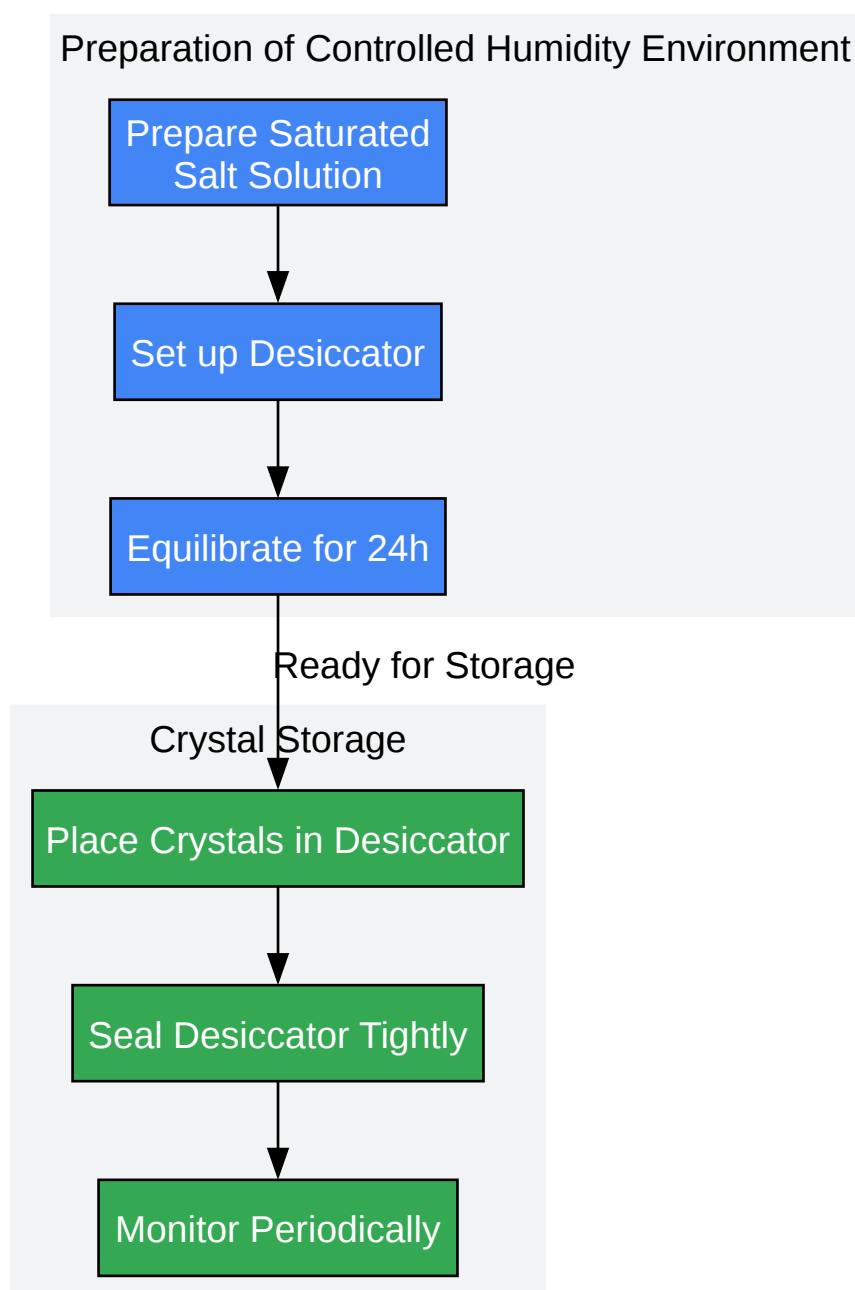 Preparation of Controlled Humidity Environment
Prepare Saturated
Salt Solution
Set up Desiccator
Equilibrate for 24h
Ready for Storage
Crystal Storage
Place Crystals in Desiccator
Seal Desiccator Tightly
Monitor Periodically